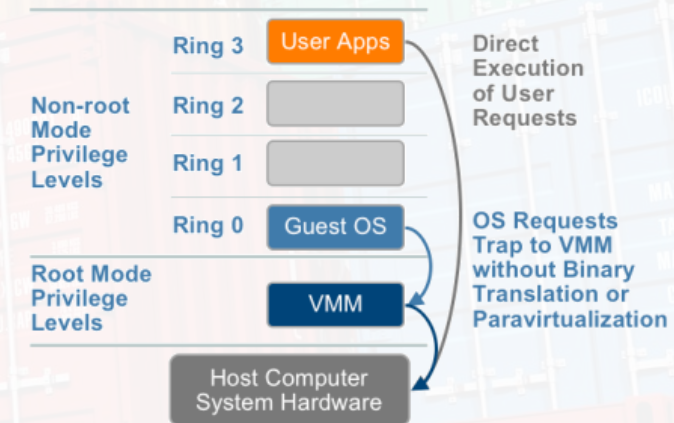 Ring 3
User Apps
Direct
Execution
of User
Requests
Non-root
Mode
Privilege
Levels
Ring 2
Ring 1
Ring 0
Guest OS
OS Requests
Trap to VMM
without Binary
Translation or
Paravirtualization
Root Mode
Privilege
Levels
VMM
Host Computer
System Hardware